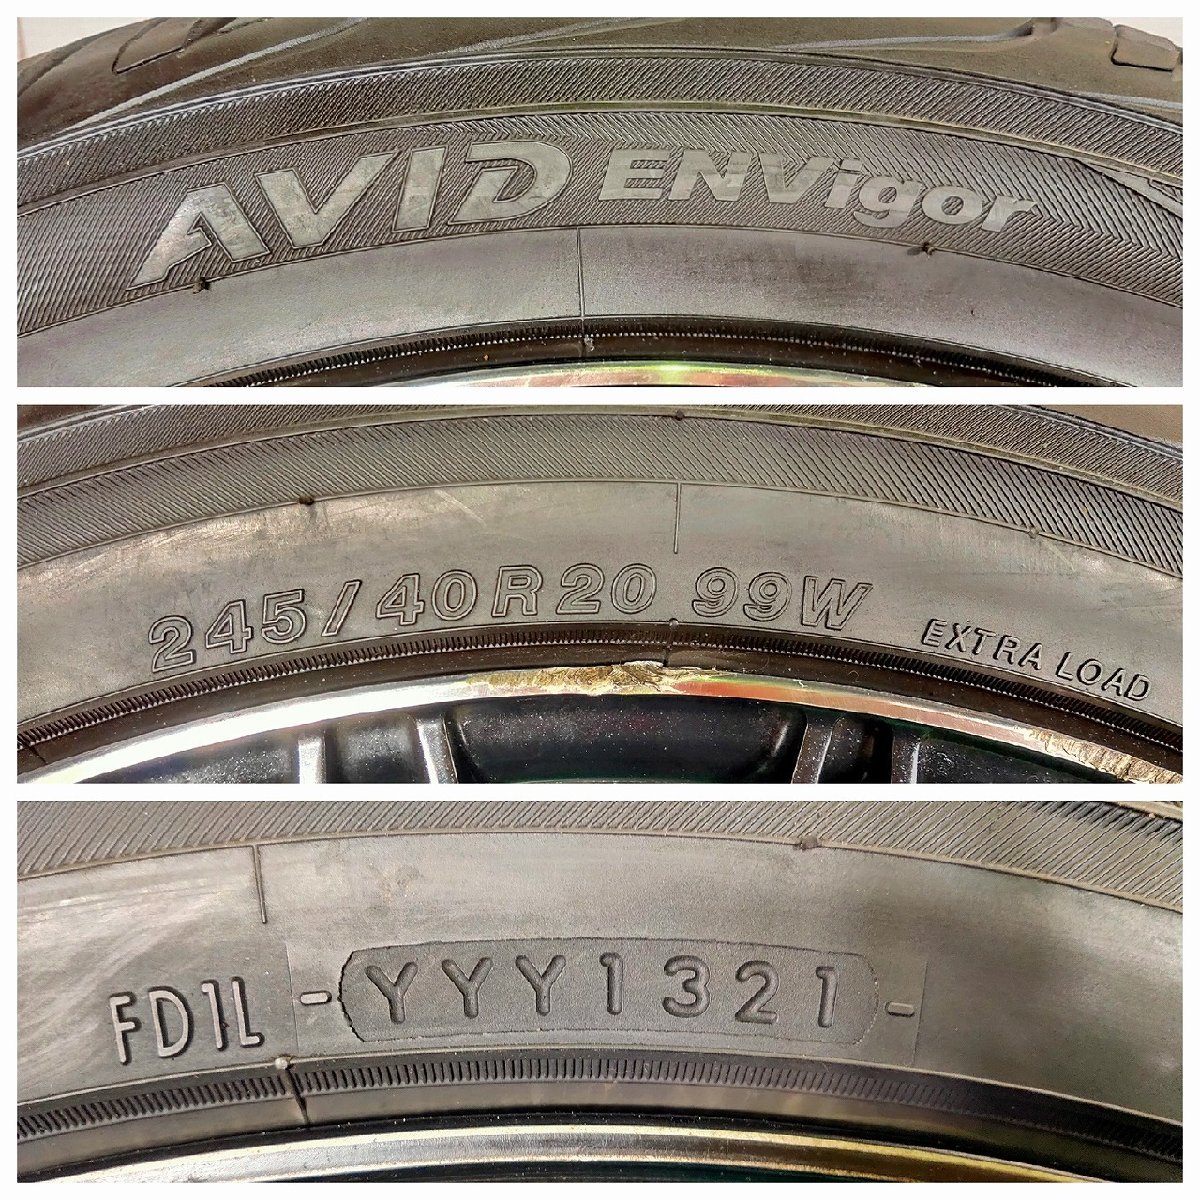 AVID ENVigor
245/40R20 99W EXTRA LOAD
FD1L -YYY1321-